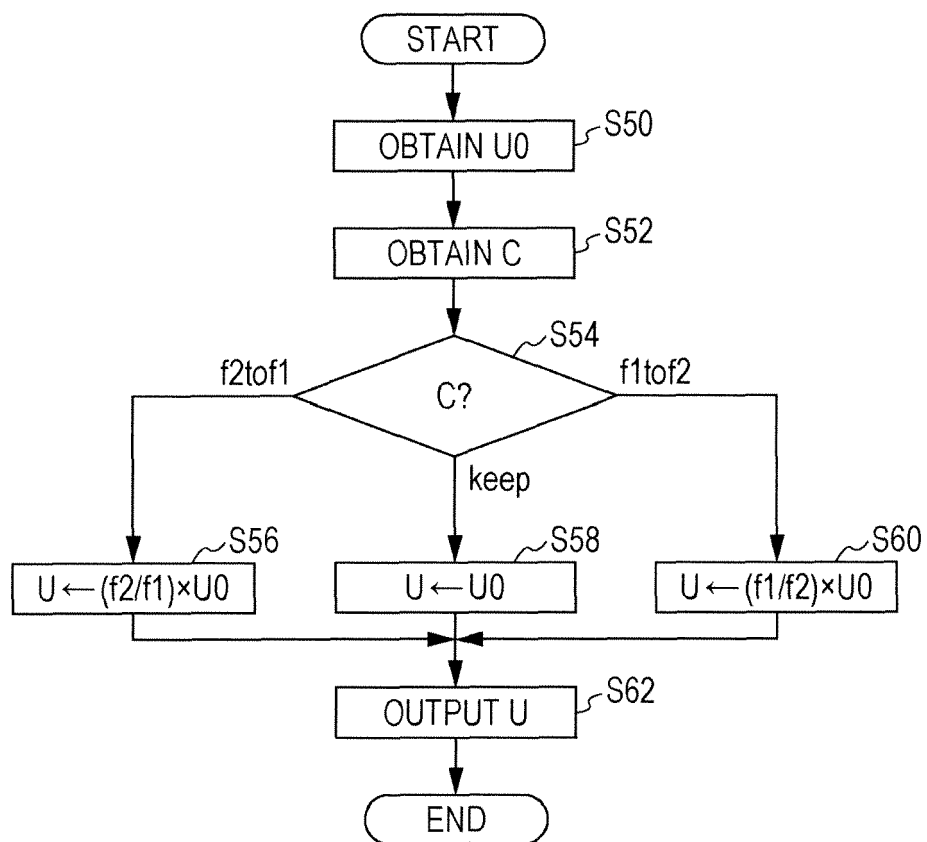 START
S50
OBTAIN U0
S52
OBTAIN C
S54
f2tof1
f1tof2
C?
keep
S56
S58
S60
U←(f2/f1)×U0
U←U0
U←(f1/f2)×U0
S62
OUTPUT U
END